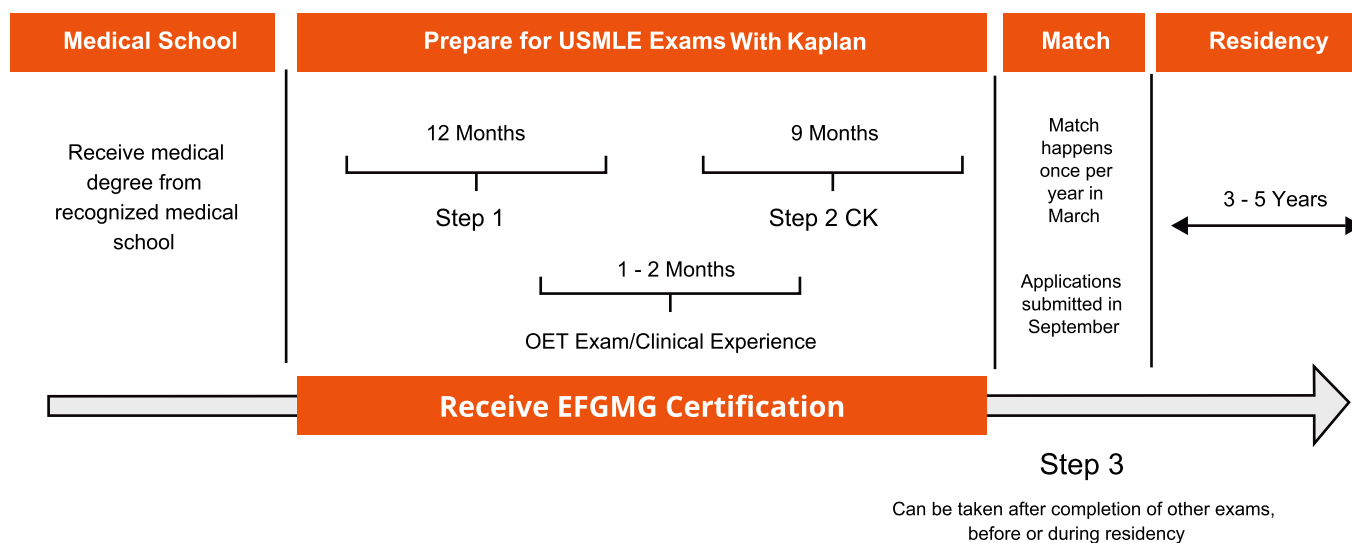 Medical School
Prepare for USMLE Exams With Kaplan
Match
Residency
Receive medical
degree from
recognized medical
school
12 Months
Step 1
9 Months
Step 2 CK
1 - 2 Months
OET Exam/Clinical Experience
Match
happens
once per
year in
March
Applications
submitted in
September
3 - 5 Years
Receive EFGMG Certification
Step 3
Can be taken after completion of other exams,
before or during residency